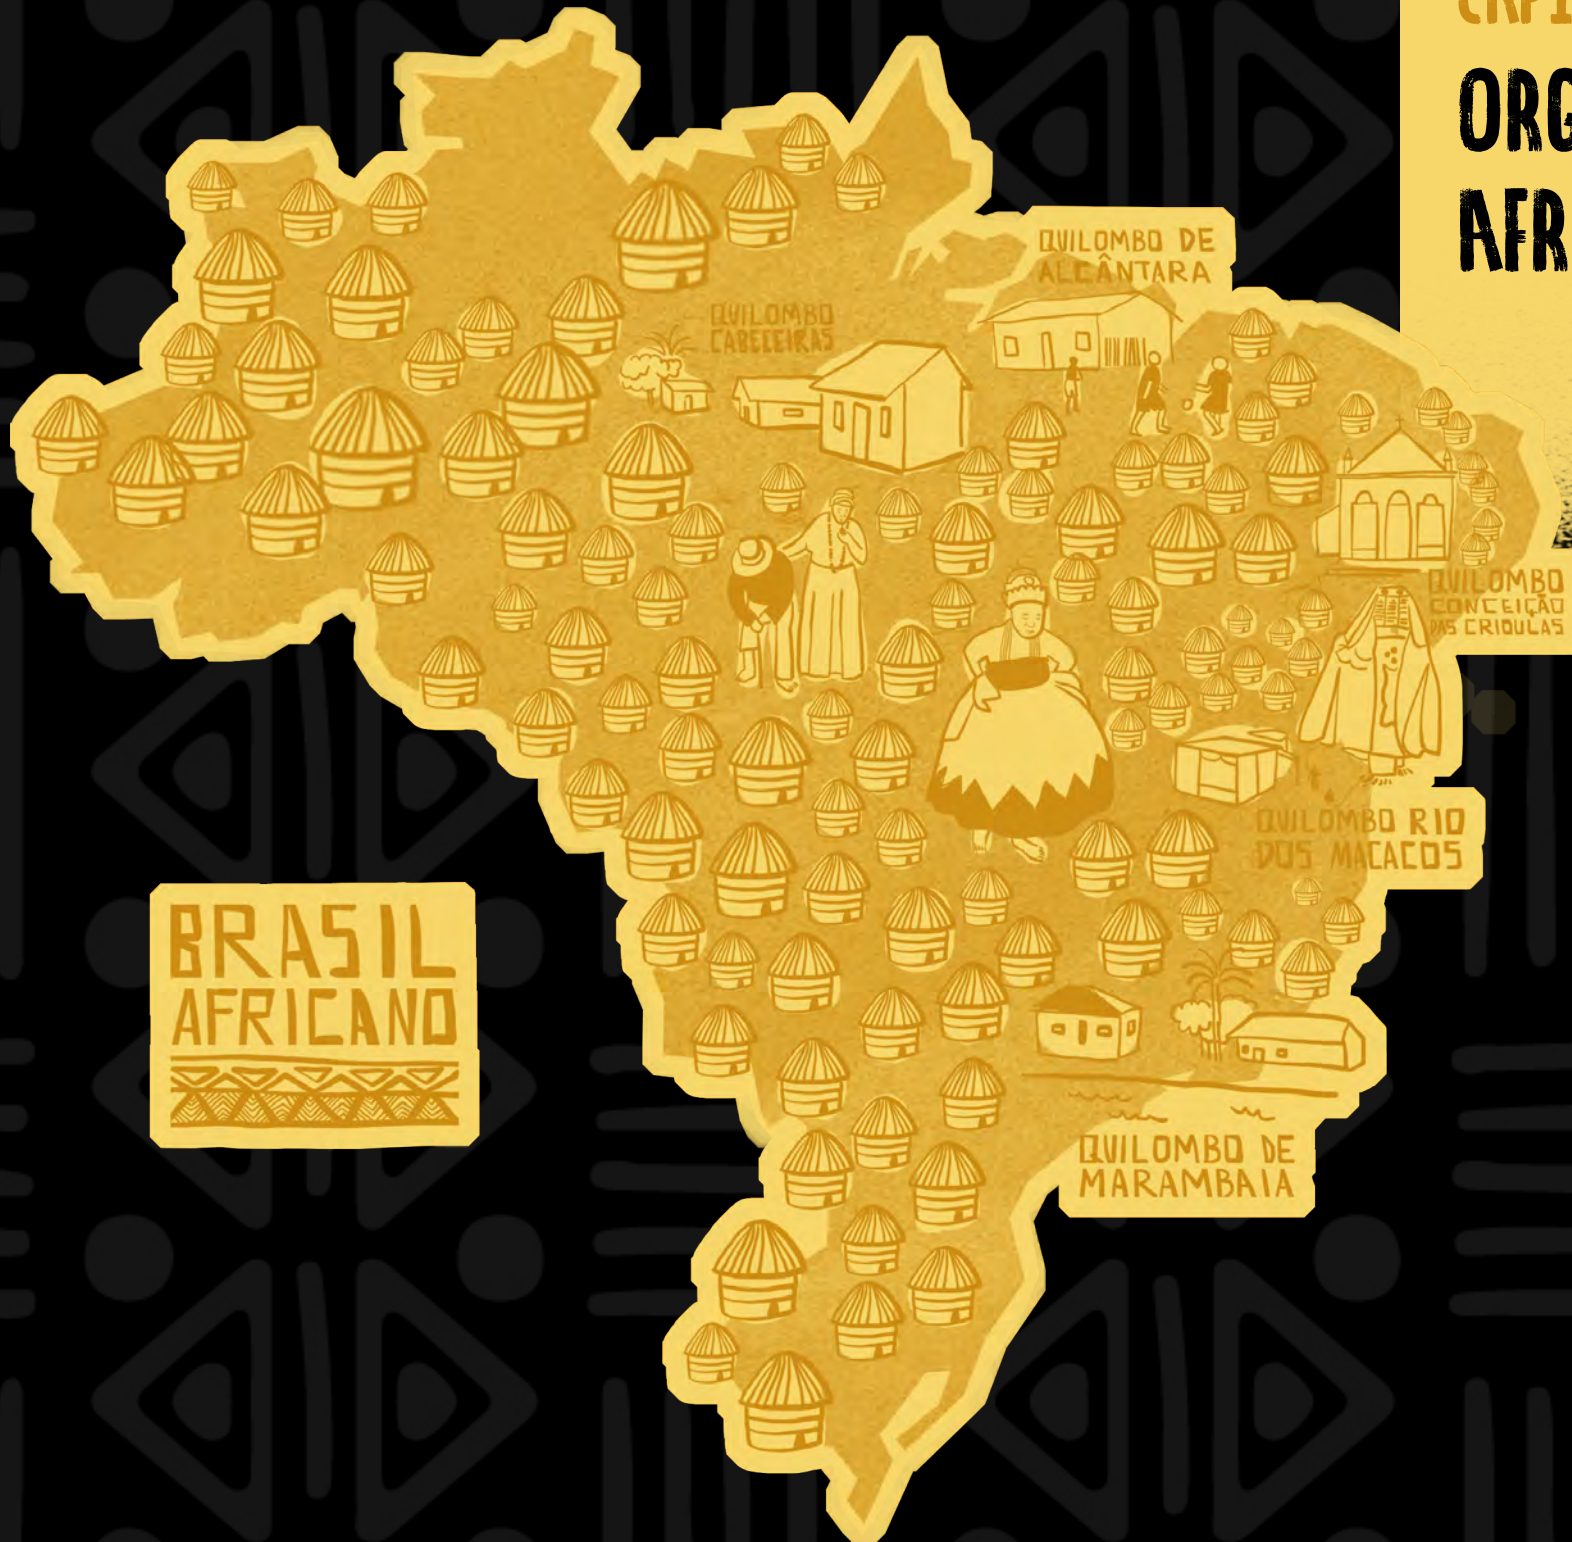 ORG
AFR
QUILOMBO DE
ALCÂNTARA
QUILOMBO
CABECEIRAS
QUILOMBO
CONCEIÇÃO
DAS CRIOULAS
QUILOMBO RIO
DOS MACACOS
BRASIL
AFRICANO
QUILOMBO DE
MARAMBAIA